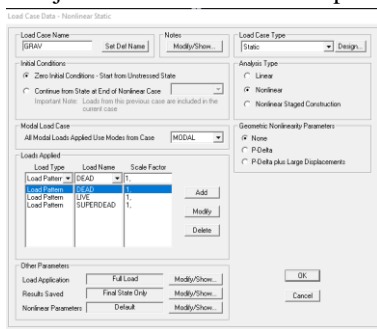 Load Case Data - Nonlinear Static
Load Case Name
GRAV
Set Def Name
Notes
Modify/Show...
Load Case Type
Static
Design...
Initial Conditions
Zero Initial Conditions - Start from Unstressed State
Continue from State at End of Nonlinear Case
Important Note: Loads from this previous case are included in the
current case
Analysis Type
Linear
Nonlinear
Nonlinear Staged Construction
Modal Load Case
All Modal Loads Applied Use Modes from Case
MODAL
Geometric Nonlinearity Parameters
None
P-Delta
P-Delta plus Large Displacements
Loads Applied
Load Type Load Name Scale Factor
Load Pattern DEAD 1.
Load Pattern DEAD 1.
Load Pattern LIVE 1.
Load Pattern SUPERDEAD 1.
Add
Modify
Delete
Other Parameters
Load Application Full Load Modify/Show...
Results Saved Final State Only Modify/Show...
Nonlinear Parameters Default Modify/Show...
OK
Cancel